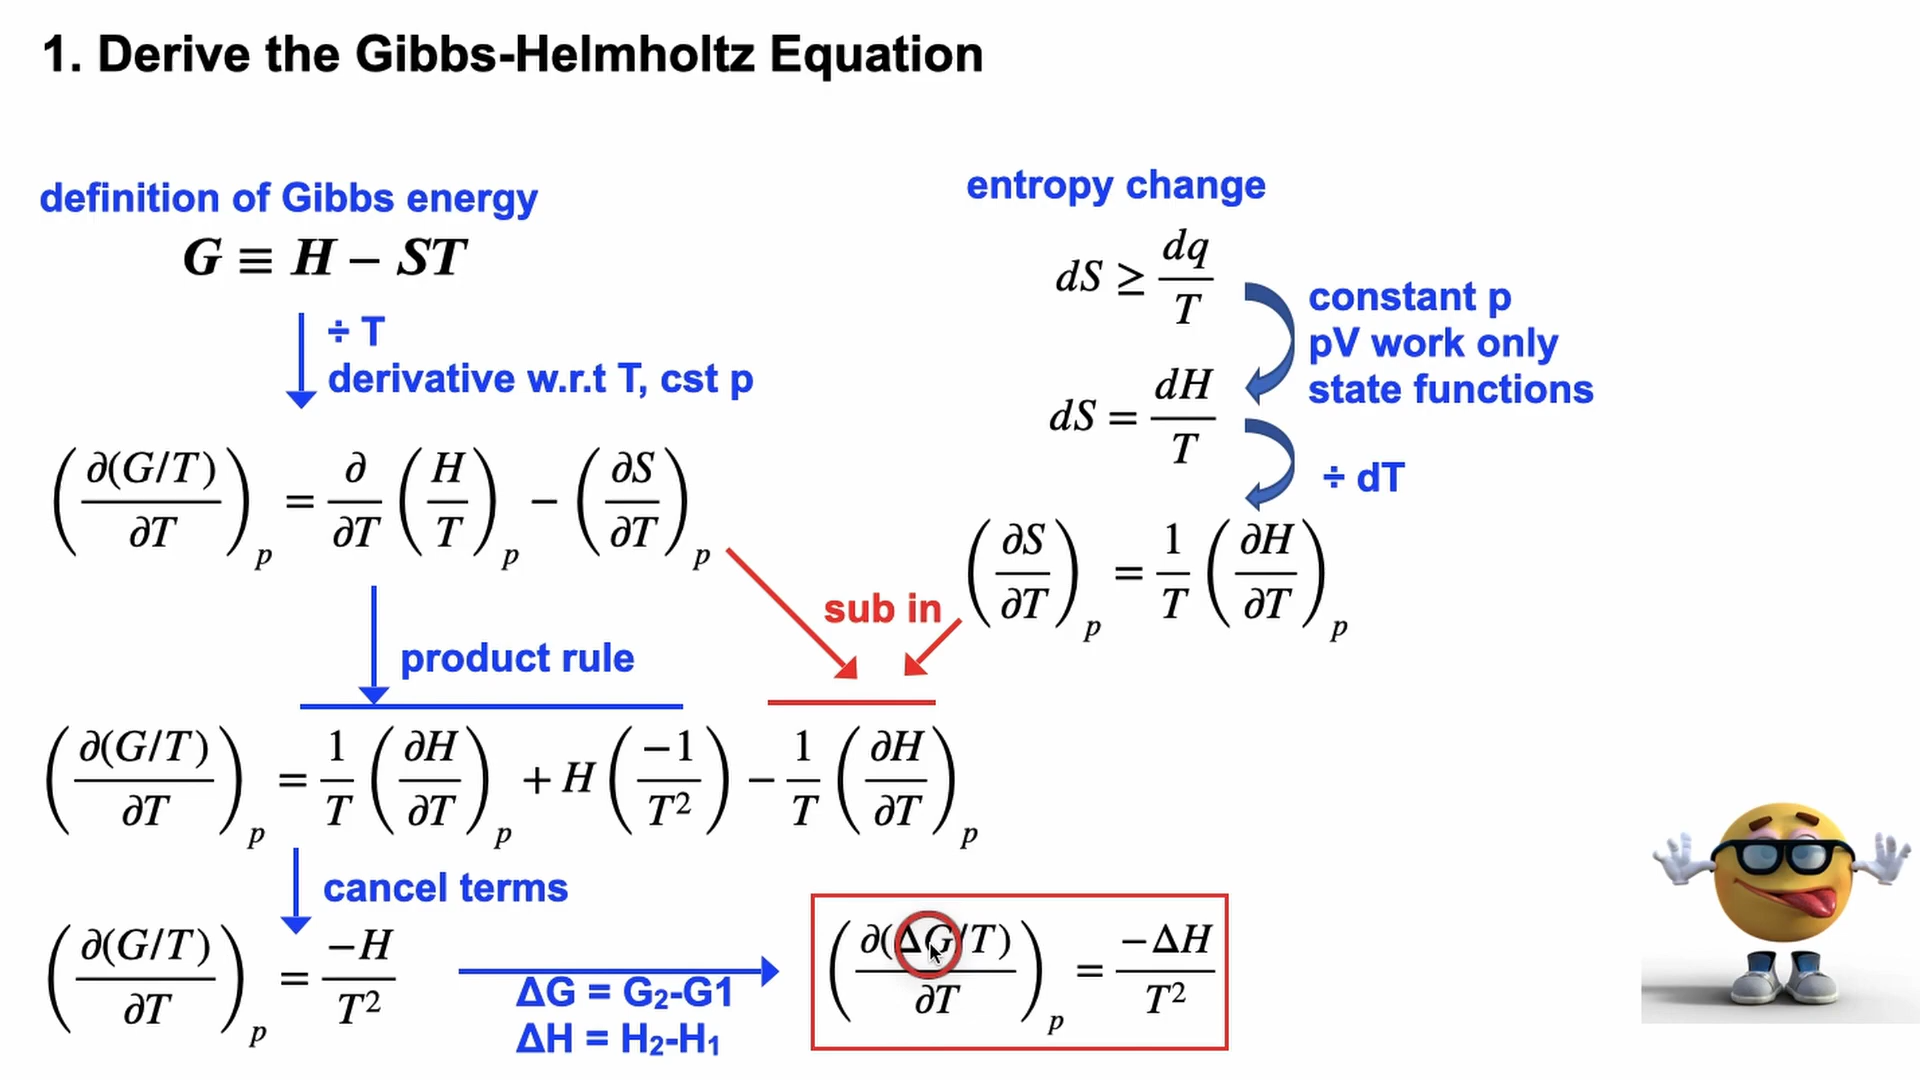 1. Derive the Gibbs-Helmholtz Equation
definition of Gibbs energy
G ≡ H − ST
÷ T
derivative w.r.t T, cst p
(∂(G/T)/∂T)p = ∂/∂T (H/T)p − (∂S/∂T)p
product rule
(∂(G/T)/∂T)p = 1/T (∂H/∂T)p + H (−1/T²) − 1/T (∂H/∂T)p
cancel terms
(∂(G/T)/∂T)p = −H/T²
ΔG = G₂-G1
ΔH = H₂-H₁
(∂(ΔG/T)/∂T)p = −ΔH/T²
entropy change
dS ≥ dq/T
constant p
pV work only
state functions
dS = dH/T
÷ dT
(∂S/∂T)p = 1/T (∂H/∂T)p
sub in